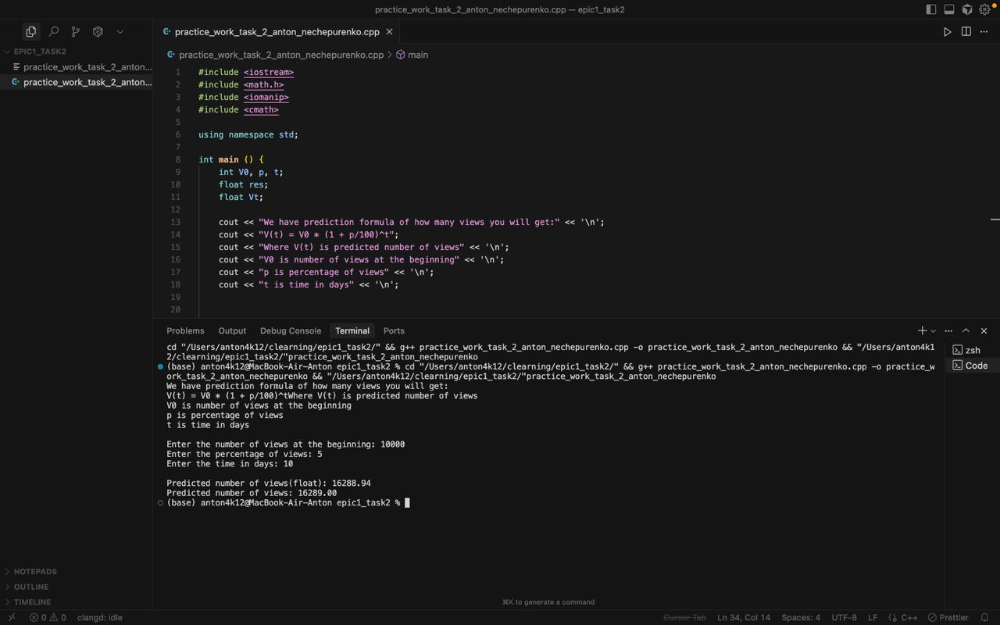 practice_work_task_2_anton_nechepurenko.cpp — epic1_task2
practice_work_task_2_anton_nechepurenko.cpp
EPIC1_TASK2
practice_work_task_2_anton...
practice_work_task_2_anton...
practice_work_task_2_anton_nechepurenko.cpp > main
1 #include <iostream>
2 #include <math.h>
3 #include <iomanip>
4 #include <cmath>
5
6 using namespace std;
7
8 int main () {
9 int V0, p, t;
10 float res;
11 float Vt;
12
13 cout << "We have prediction formula of how many views you will get:" << '\n';
14 cout << "V(t) = V0 * (1 + p/100)^t";
15 cout << "Where V(t) is predicted number of views" << '\n';
16 cout << "V0 is number of views at the beginning" << '\n';
17 cout << "p is percentage of views" << '\n';
18 cout << "t is time in days" << '\n';
19
20
Problems Output Debug Console Terminal Ports
cd "/Users/anton4k12/clearning/epic1_task2/" && g++ practice_work_task_2_anton_nechepurenko.cpp -o practice_work_task_2_anton_nechepurenko && "/Users/anton4k1
2/clearning/epic1_task2/"practice_work_task_2_anton_nechepurenko
(base) anton4k12@MacBook-Air-Anton epic1_task2 % cd "/Users/anton4k12/clearning/epic1_task2/" && g++ practice_work_task_2_anton_nechepurenko.cpp -o practice_w
ork_task_2_anton_nechepurenko && "/Users/anton4k12/clearning/epic1_task2/"practice_work_task_2_anton_nechepurenko
We have prediction formula of how many views you will get:
V(t) = V0 * (1 + p/100)^tWhere V(t) is predicted number of views
V0 is number of views at the beginning
p is percentage of views
t is time in days
Enter the number of views at the beginning: 10000
Enter the percentage of views: 5
Enter the time in days: 10
Predicted number of views(float): 16288.94
Predicted number of views: 16289.00
(base) anton4k12@MacBook-Air-Anton epic1_task2 %
zsh
Code
NOTEPADS
OUTLINE
TIMELINE
⌘K to generate a command
0 0 clangd: idle Cursor Tab Ln 34, Col 14 Spaces: 4 UTF-8 LF C++ Prettier